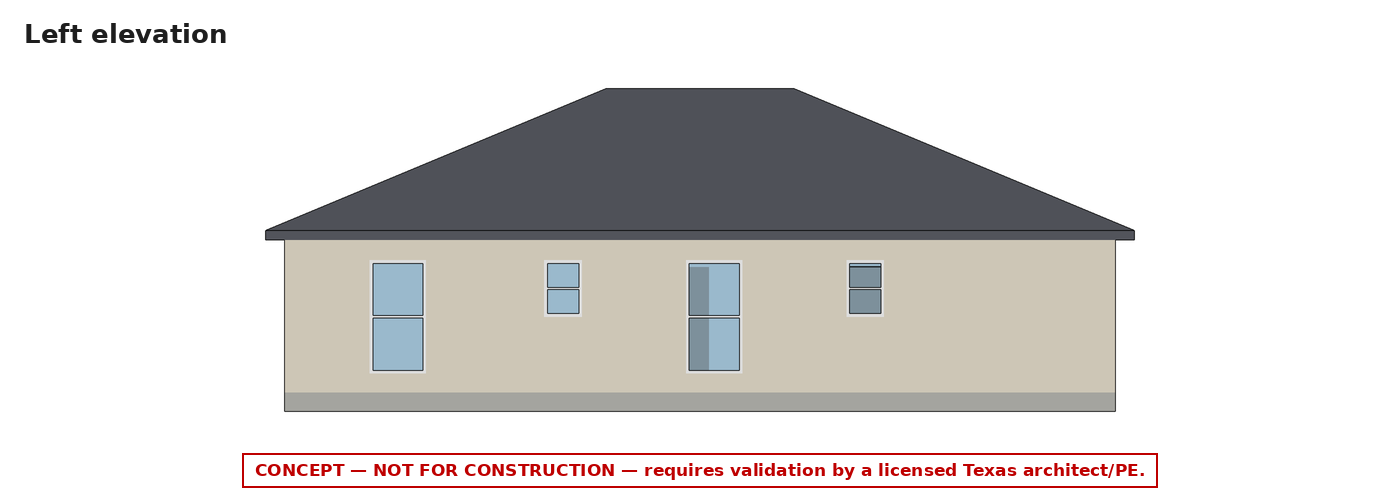 Left elevation
CONCEPT — NOT FOR CONSTRUCTION — requires validation by a licensed Texas architect/PE.